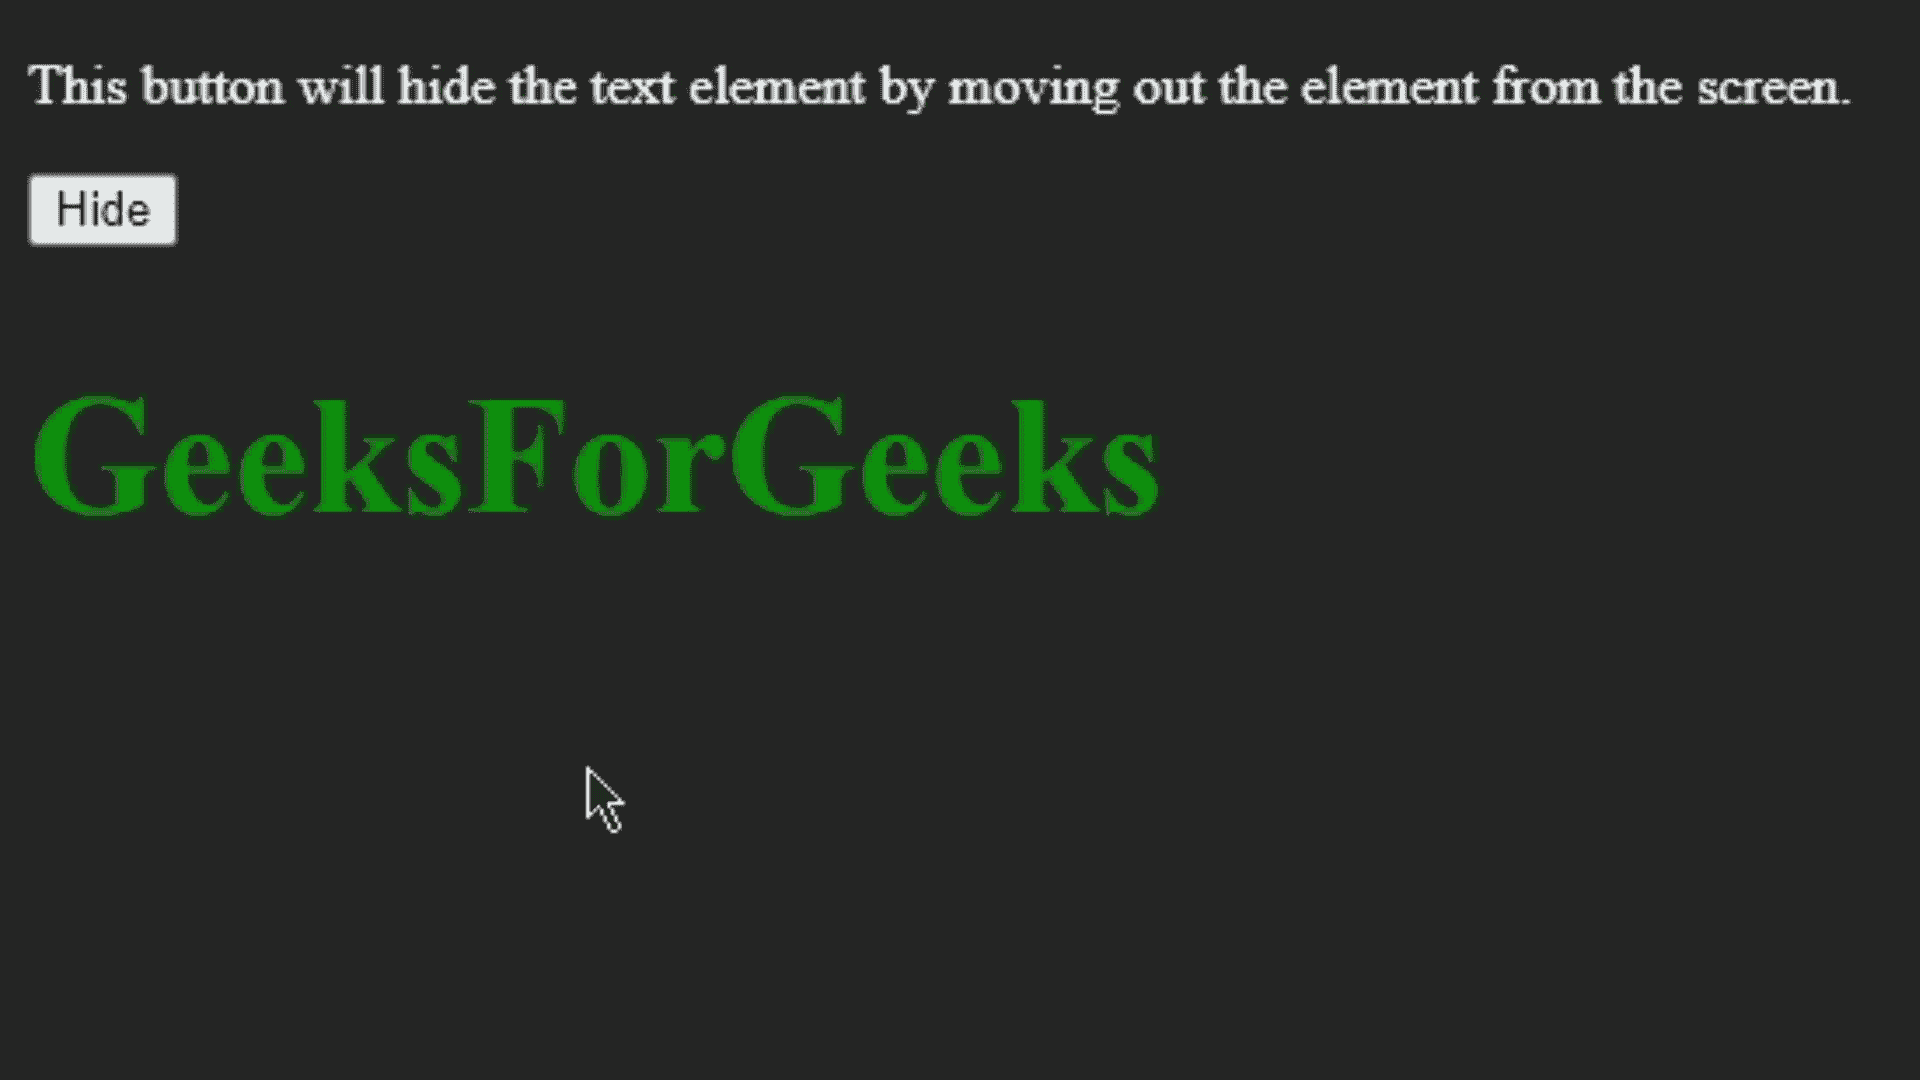 This button will hide the text element by moving out the element from the screen.
Hide
GeeksForGeeks